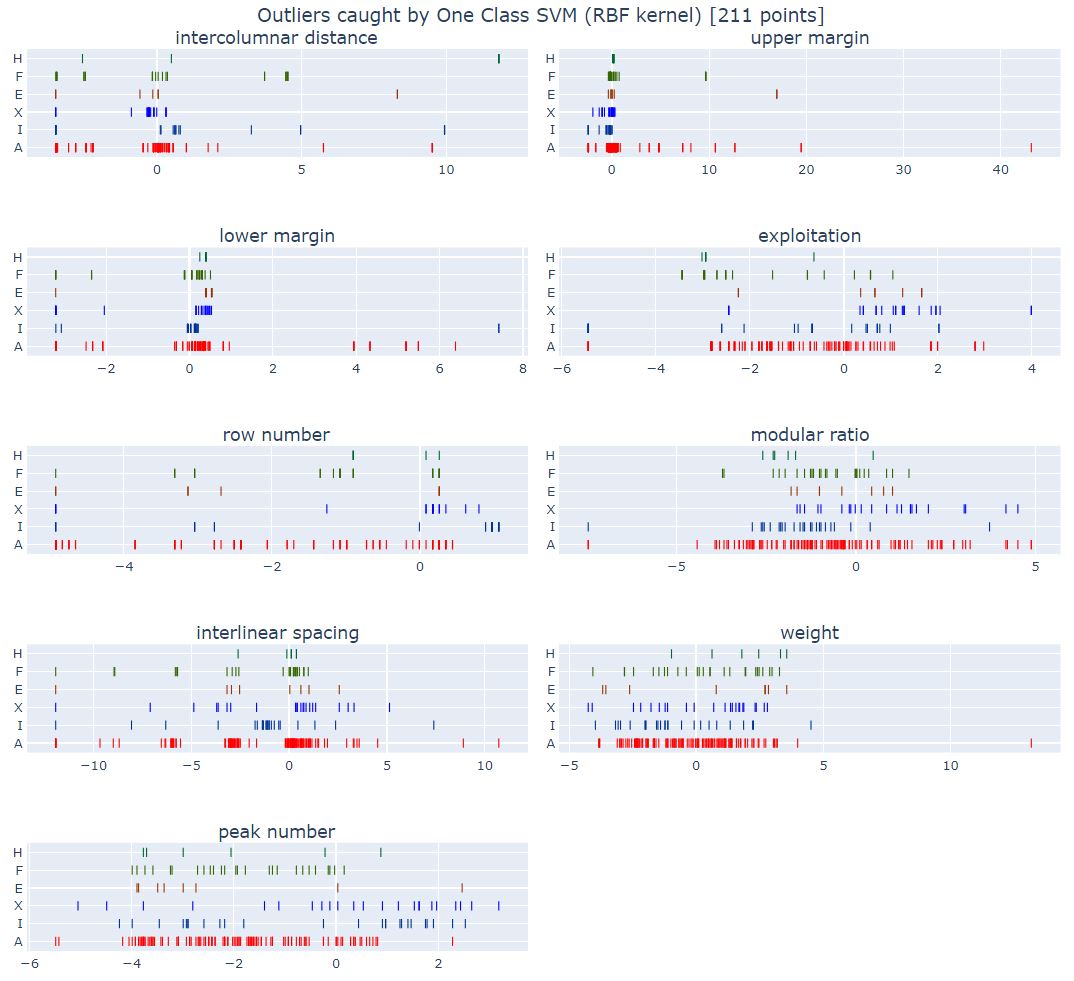 Outliers caught by One Class SVM (RBF kernel) [211 points]
intercolumnar distance
H
F
E
X
I
A
0 5 10
upper margin
H
F
E
X
I
A
0 10 20 30 40
lower margin
H
F
E
X
I
A
−2 0 2 4 6 8
exploitation
H
F
E
X
I
A
−6 −4 −2 0 2 4
row number
H
F
E
X
I
A
−4 −2 0
modular ratio
H
F
E
X
I
A
−5 0 5
interlinear spacing
H
F
E
X
I
A
−10 −5 0 5 10
weight
H
F
E
X
I
A
−5 0 5 10
peak number
H
F
E
X
I
A
−6 −4 −2 0 2